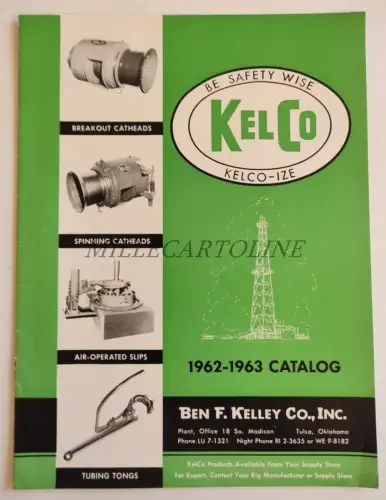 BE SAFETY WISE
KELCO
KELCO-IZE
BREAKOUT CATHEADS
SPINNING CATHEADS
MILLECARTOLINE
AIR-OPERATED SLIPS
TUBING TONGS
1962-1963 CATALOG
BEN F. KELLEY CO., INC.
Plant, Office 18 So. Madison Tulsa, Oklahoma
Phone LU 7-1521 Night Phone RI 2-3635 or WE 9-8182
KelCo Products Available From Your Supply Store
For Export, Contact Your Rig Manufacturer or Supply Store